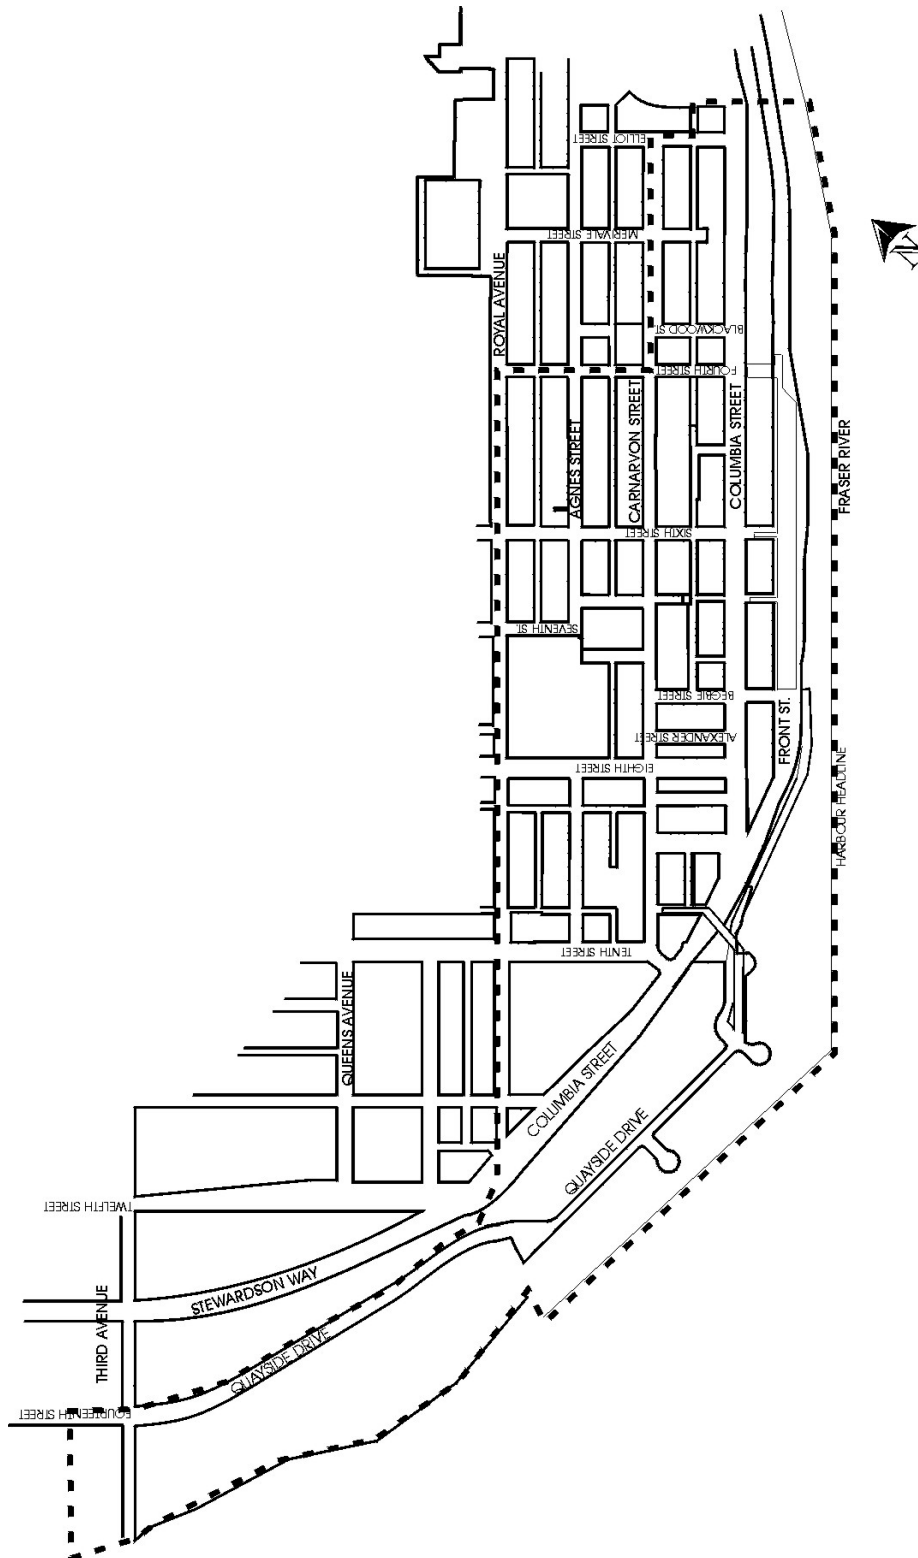 ELLIOT STREET
MERIVALE STREET
ROYAL AVENUE
BLACKWOOD ST.
FOURTH STREET
AGNES STREET
CARNARVON STREET
COLUMBIA STREET
FRASER RIVER
SIXTH STREET
SEVENTH ST.
BEGBIE STREET
ALEXANDER STREET
FRONT ST.
EIGHTH STREET
HARBOUR HEADLINE
TENTH STREET
QUEENS AVENUE
COLUMBIA STREET
QUAYSIDE DRIVE
TWELFTH STREET
STEWARDSON WAY
THIRD AVENUE
QUAYSIDE DRIVE
FOURTEENTH STREET
N